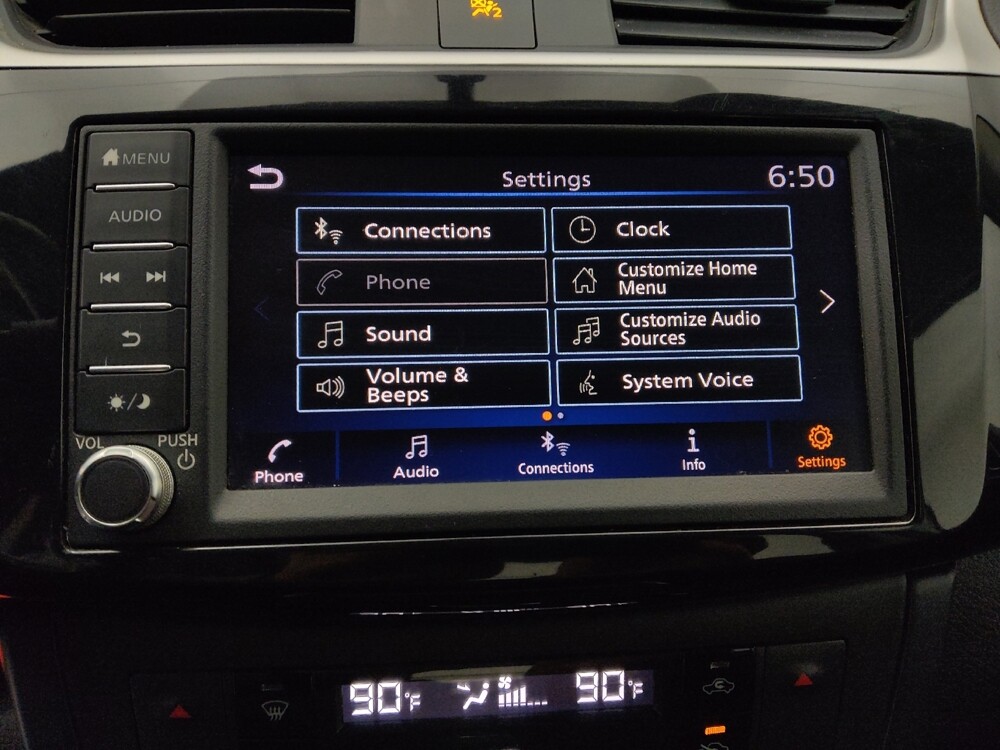 2
MENU
AUDIO
VOL
PUSH
Settings
6:50
Connections
Clock
Phone
Customize Home
Menu
Sound
Customize Audio
Sources
Volume &
Beeps
System Voice
Phone
Audio
Connections
i
Info
Settings
90°F
90°F